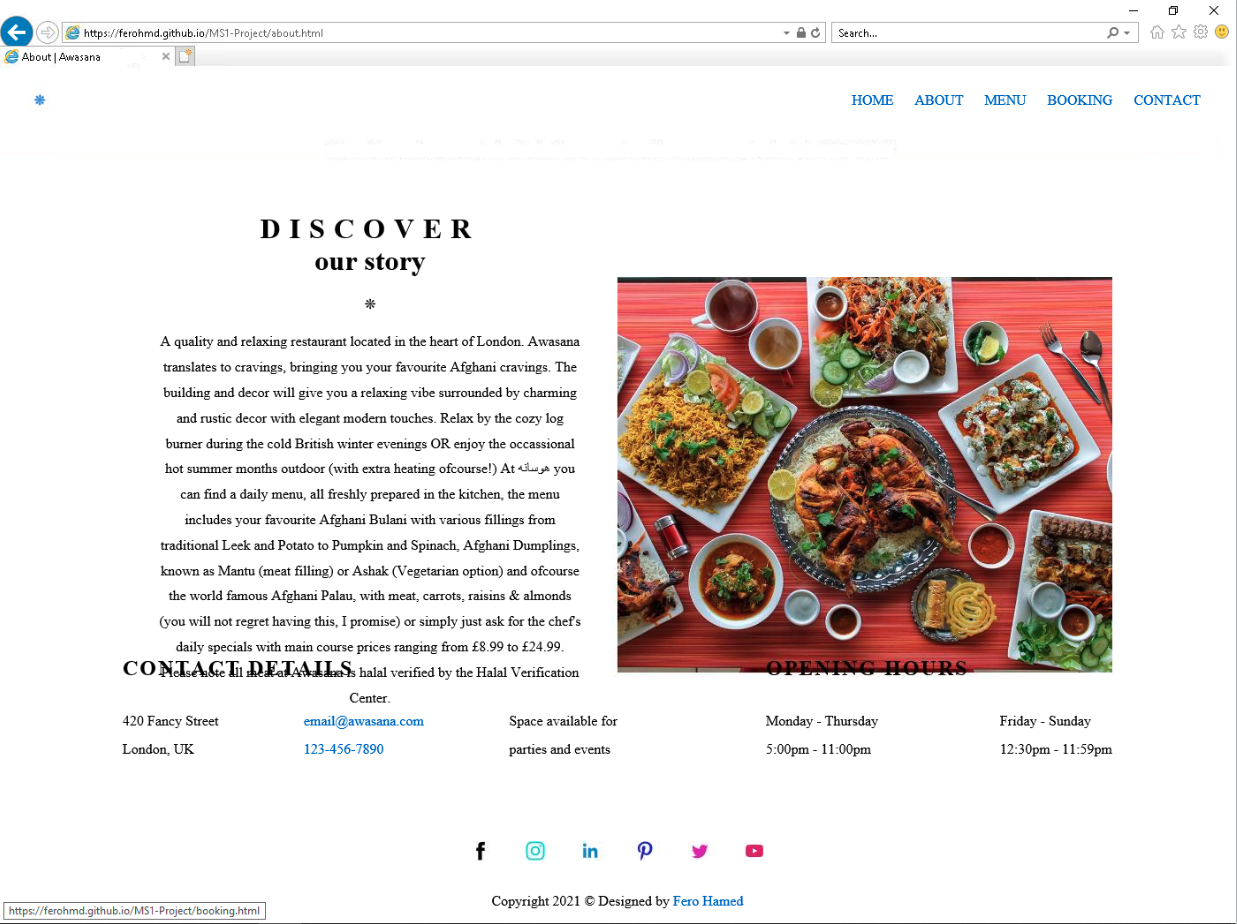 https://ferohmd.github.io/MS1-Project/about.html
Search...
About | Awasana
HOME ABOUT MENU BOOKING CONTACT
DISCOVER
our story
A quality and relaxing restaurant located in the heart of London. Awasana
translates to cravings, bringing you your favourite Afghani cravings. The
building and decor will give you a relaxing vibe surrounded by charming
and rustic decor with elegant modern touches. Relax by the cozy log
burner during the cold British winter evenings OR enjoy the occassional
hot summer months outdoor (with extra heating ofcourse!) At هوسانه you
can find a daily menu, all freshly prepared in the kitchen, the menu
includes your favourite Afghani Bulani with various fillings from
traditional Leek and Potato to Pumpkin and Spinach, Afghani Dumplings,
known as Mantu (meat filling) or Ashak (Vegetarian option) and ofcourse
the world famous Afghani Palau, with meat, carrots, raisins & almonds
(you will not regret having this, I promise) or simply just ask for the chef's
daily specials with main course prices ranging from £8.99 to £24.99.
Please note all meat at Awasana is halal verified by the Halal Verification
Center.
CONTACT DETAILS
420 Fancy Street
London, UK
email@awasana.com
123-456-7890
Space available for
parties and events
OPENING HOURS
Monday - Thursday
5:00pm - 11:00pm
Friday - Sunday
12:30pm - 11:59pm
Copyright 2021 © Designed by Fero Hamed
https://ferohmd.github.io/MS1-Project/booking.html